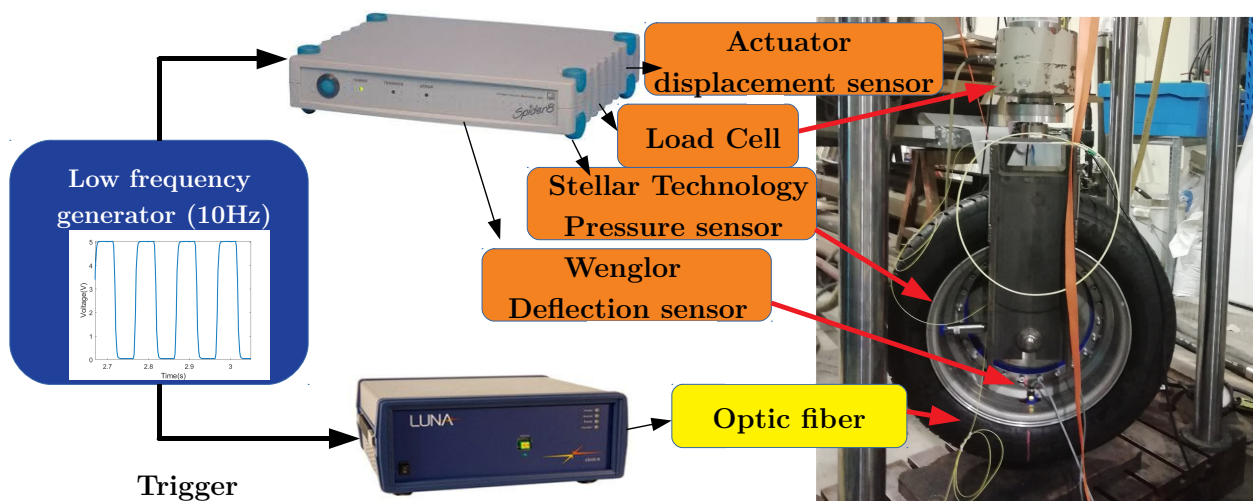 Actuator
displacement sensor
Load Cell
Spider8
Low frequency
generator (10Hz)
Stellar Technology
Pressure sensor
Wenglor
Deflection sensor
Voltage(V)
5
4
3
2
1
0
2.7
2.8
2.9
3
Time(s)
LUNA
Optic fiber
Trigger